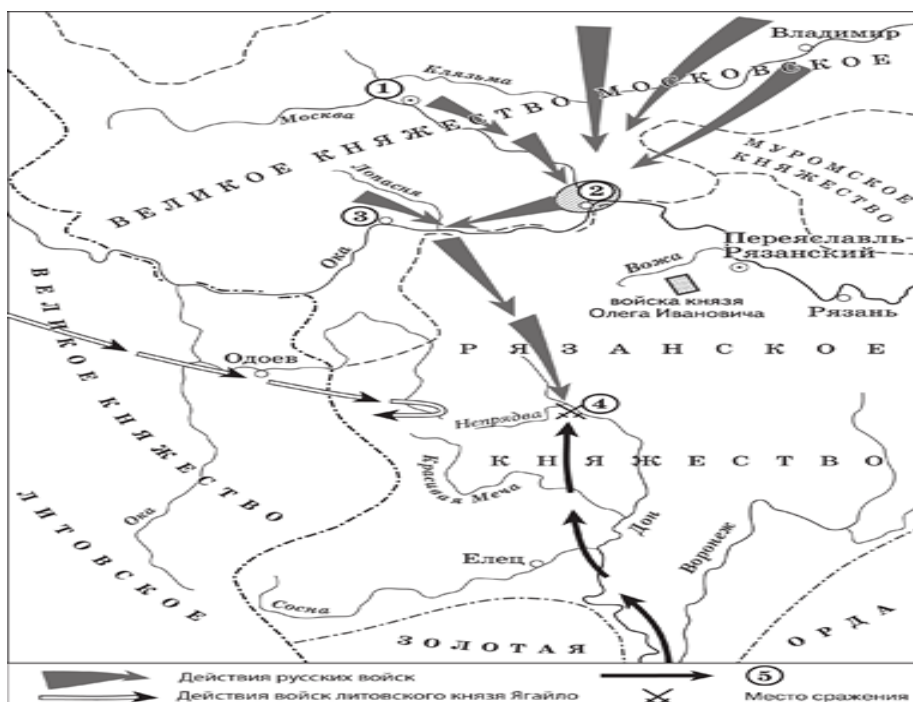 Владимир
Клязьма
ВЕЛИКОЕ КНЯЖЕСТВО МОСКОВСКОЕ
1
Москва
МУРОМСКОЕ КНЯЖЕСТВО
Лопасня
2
3
Ока
Переяславль-
Рязанский
Вожа
войска князя
Олега Ивановича
Рязань
ВЕЛИКОЕ КНЯЖЕСТВО
ЛИТОВСКОЕ
Одоев
РЯЗАНСКОЕ
4
Непрядва
КНЯЖЕСТВО
Красивая Меча
Ока
Дон
Воронеж
Елец
Сосна
ЗОЛОТАЯ ОРДА
Действия русских войск
5
Действия войск литовского князя Ягайло
Место сражения